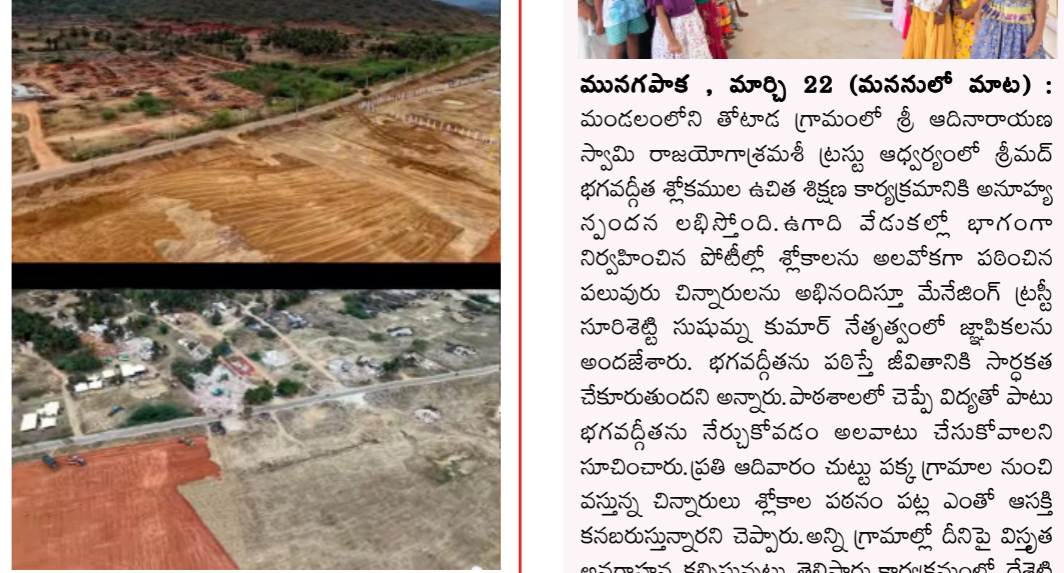 మునగపాక , మార్చి 22 (మనసులో మాట) :
మండలంలోని తోటాడ గ్రామంలో శ్రీ ఆదినారాయణ
స్వామి రాజయోగాశ్రమశీ ట్రస్టు ఆధ్వర్యంలో శ్రీమద్
భగవద్గీత శ్లోకముల ఉచిత శిక్షణ కార్యక్రమానికి అనూహ్య
స్పందన లభిస్తోంది.ఉగాది వేడుకల్లో భాగంగా
నిర్వహించిన పోటీల్లో శ్లోకాలను అలవోకగా పఠించిన
పలువురు చిన్నారులను అభినందిస్తూ మేనేజింగ్ ట్రస్టీ
సూరిశెట్టి సుషుమ్న కుమార్ నేతృత్వంలో జ్ఞాపికలను
అందజేశారు. భగవద్గీతను పఠిస్తే జీవితానికి సార్థకత
చేకూరుతుందని అన్నారు.పాఠశాలలో చెప్పే విద్యతో పాటు
భగవద్గీతను నేర్చుకోవడం అలవాటు చేసుకోవాలని
సూచించారు.ప్రతి ఆదివారం చుట్టు పక్క గ్రామాల నుంచి
వస్తున్న చిన్నారులు శ్లోకాల పఠనం పట్ల ఎంతో ఆసక్తి
కనబరుస్తున్నారని చెప్పారు.అన్ని గ్రామాల్లో దీనిపై విస్తృత